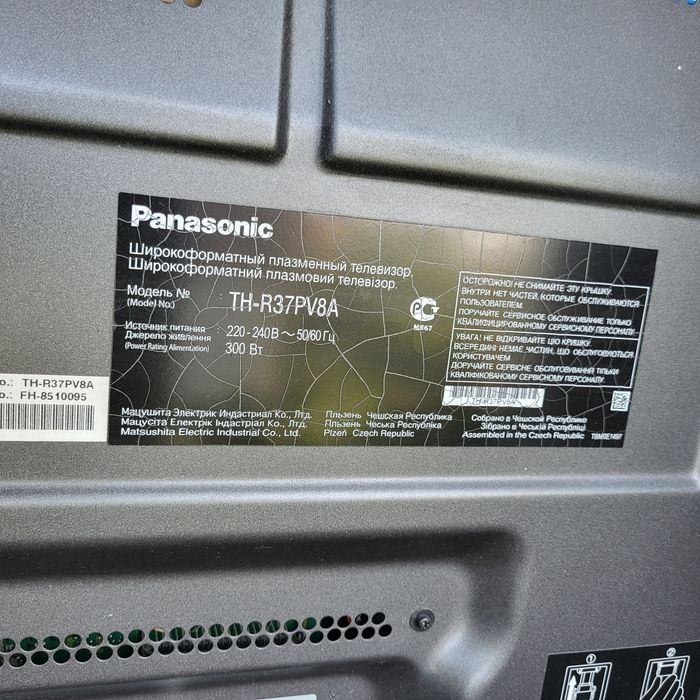 Panasonic
Широкоформатный плазменный телевизор.
Широкоформатний плазмовий телевізор.
Модель №
(Model No.)
TH-R37PV8A
Источник питания
Джерело живлення
(Power Rating Alimentation)
220 - 240 В ~ 50/60 Гц
300 Вт
ME67
ОСТОРОЖНО! НЕ СНИМАЙТЕ ЭТУ КРЫШКУ.
ВНУТРИ НЕТ ЧАСТЕЙ, КОТОРЫЕ ОБСЛУЖИВАЮТСЯ
ПОЛЬЗОВАТЕЛЕМ.
ПОРУЧАЙТЕ СЕРВИСНОЕ ОБСЛУЖИВАНИЕ ТОЛЬКО
КВАЛИФИЦИРОВАННОМУ СЕРВИСНОМУ ПЕРСОНАЛУ.
УВАГА! НЕ ВІДКРИВАЙТЕ ЦЮ КРИШКУ.
ВСЕРЕДИНІ НЕМАЄ ЧАСТИН, ЩО ОБСЛУГОВУЮТЬСЯ
КОРИСТУВАЧЕМ.
ДОРУЧАЙТЕ СЕРВІСНЕ ОБСЛУГОВУВАННЯ ТІЛЬКИ
КВАЛІФІКОВАНОМУ СЕРВІСНОМУ ПЕРСОНАЛУ.
TH-R37PV8A
o.: TH-R37PV8A
o.: FH-8510095
Мацушита Электрик Индастриал Ко., Лтд.
Мацусіта Електрік Індастріал Ко., Лтд.
Matsushita Electric Industrial Co., Ltd.
Пльзень Чешская Республика
Пльзень Чеська Республіка
Plzeň Czech Republic
Собрано в Чешской Республике
Зібрано в Чеській Республіці
Assembled in the Czech Republic
TBM0E1497
1
2